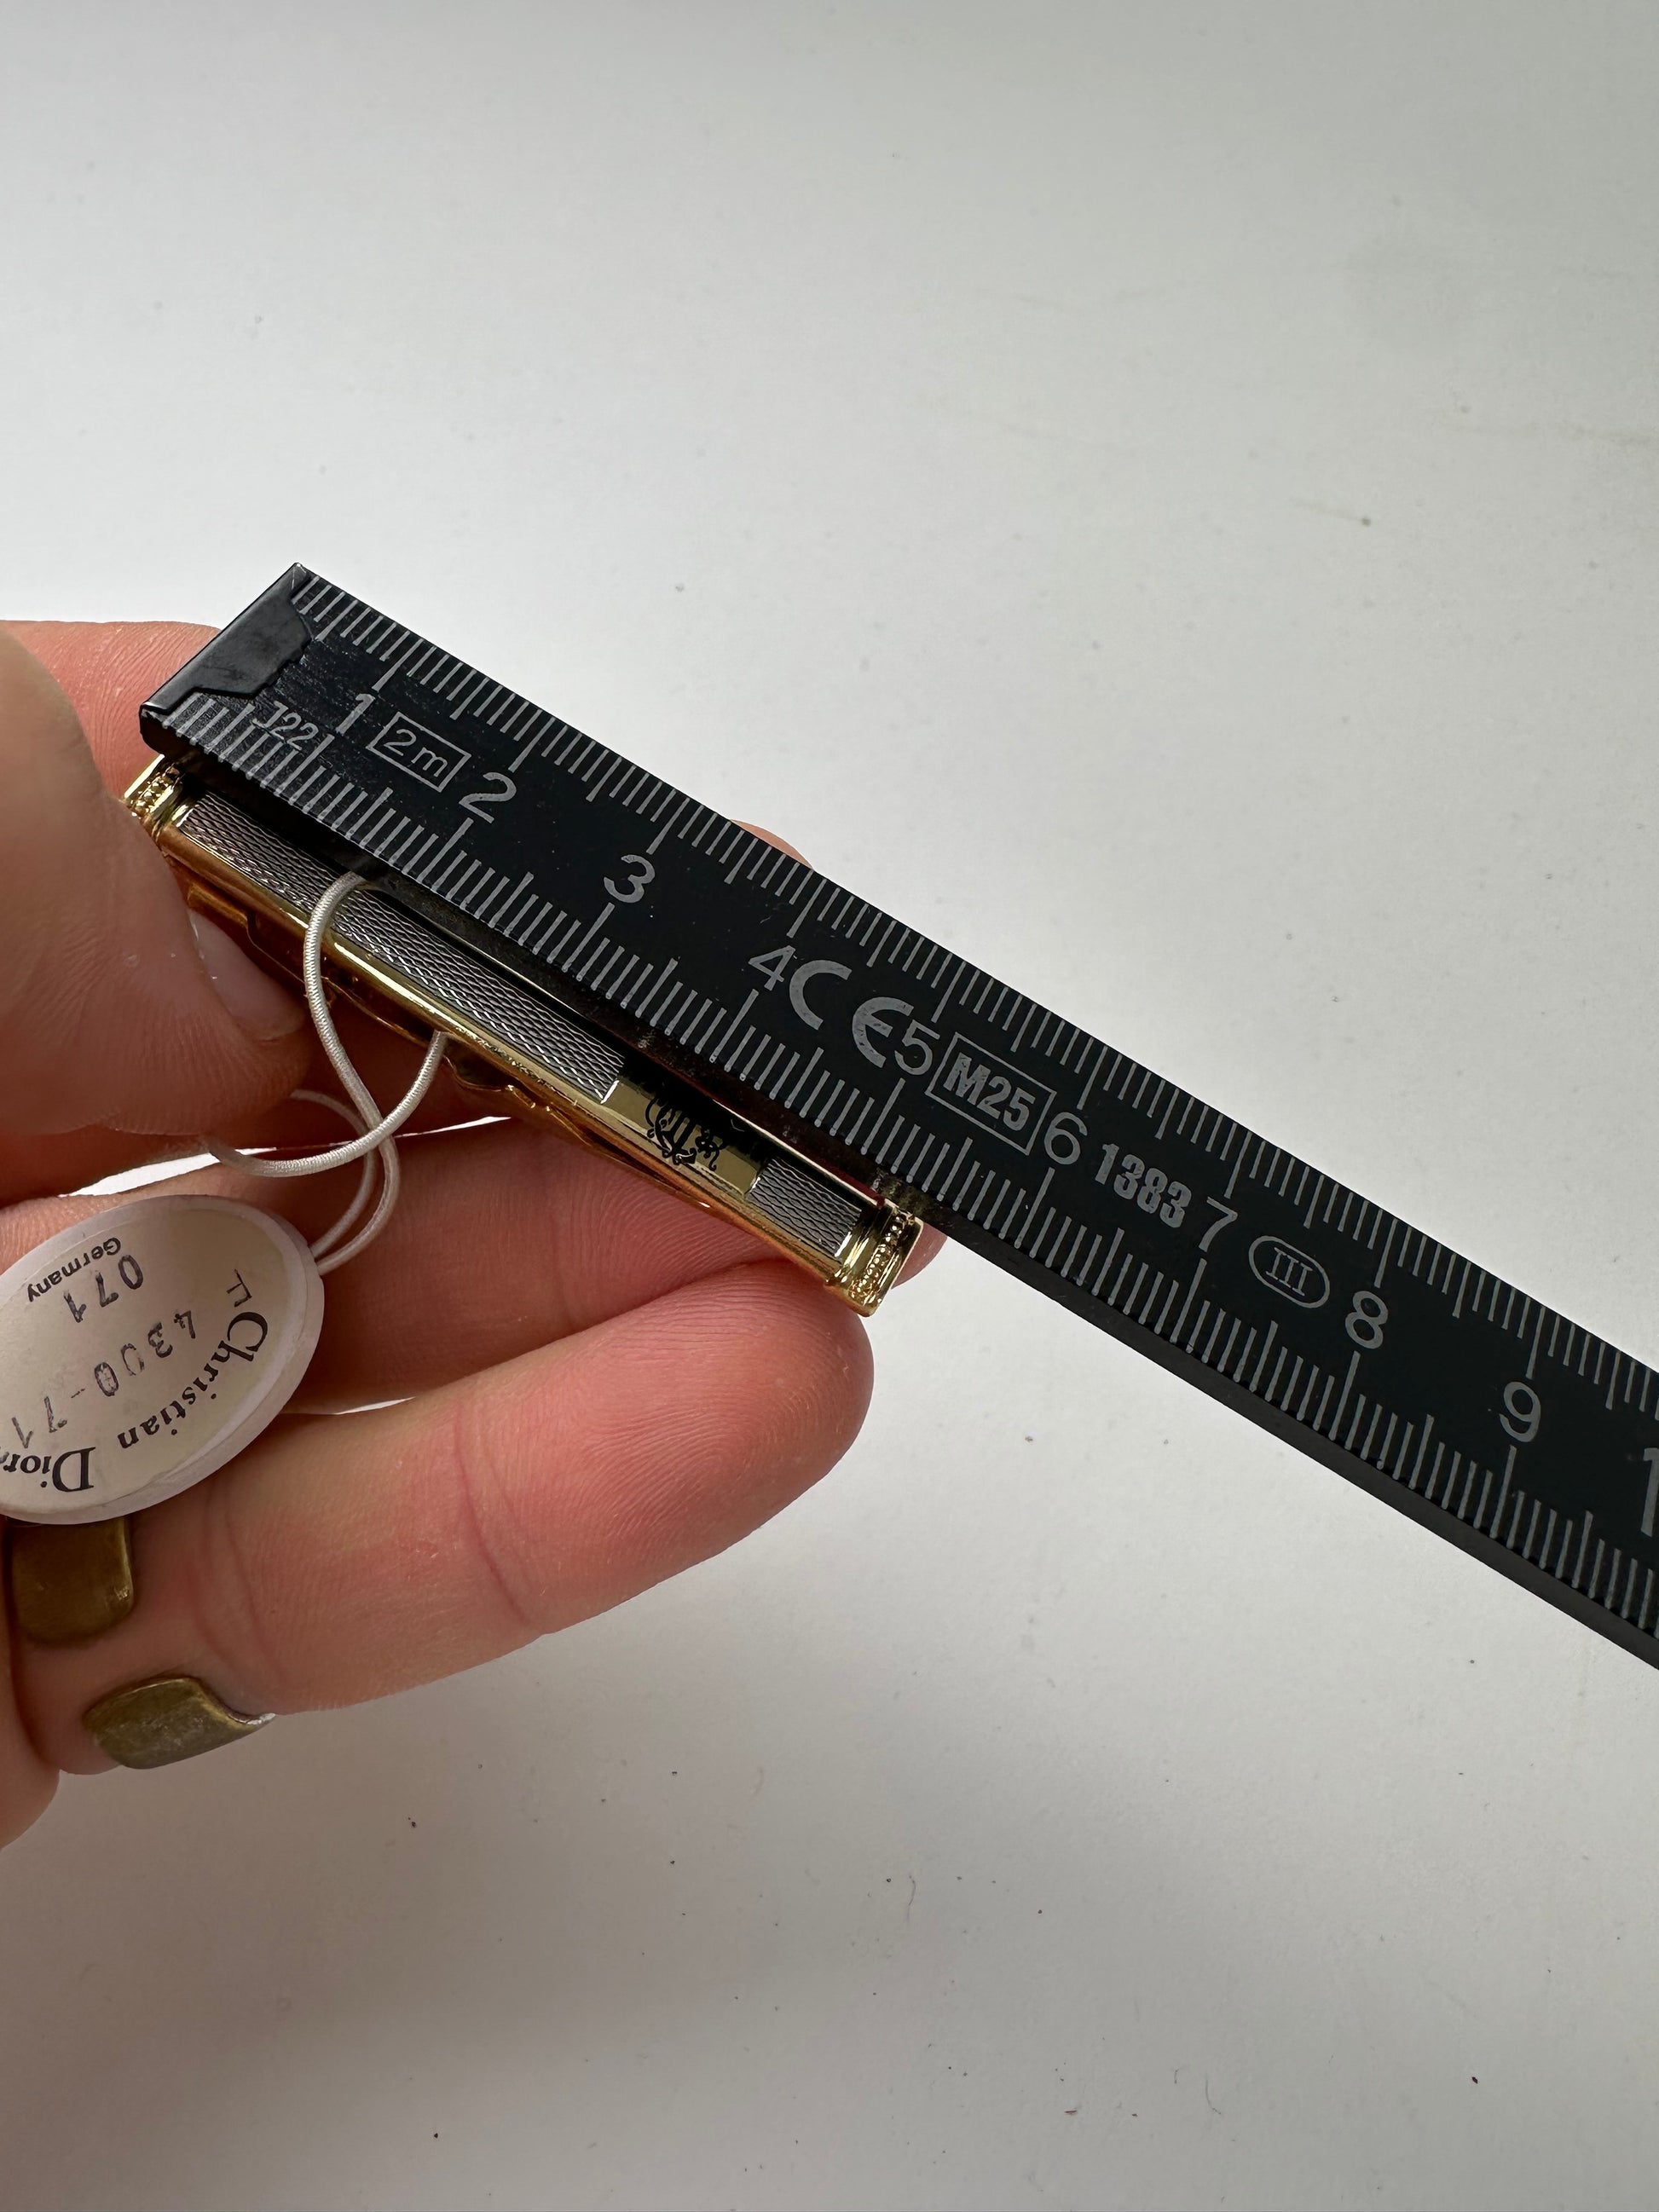 J22
1
2m
2
3
4
CE
5
M25
6
1383
7
III
8
9
1
Christian Dior
F
4300-71
071
Germany